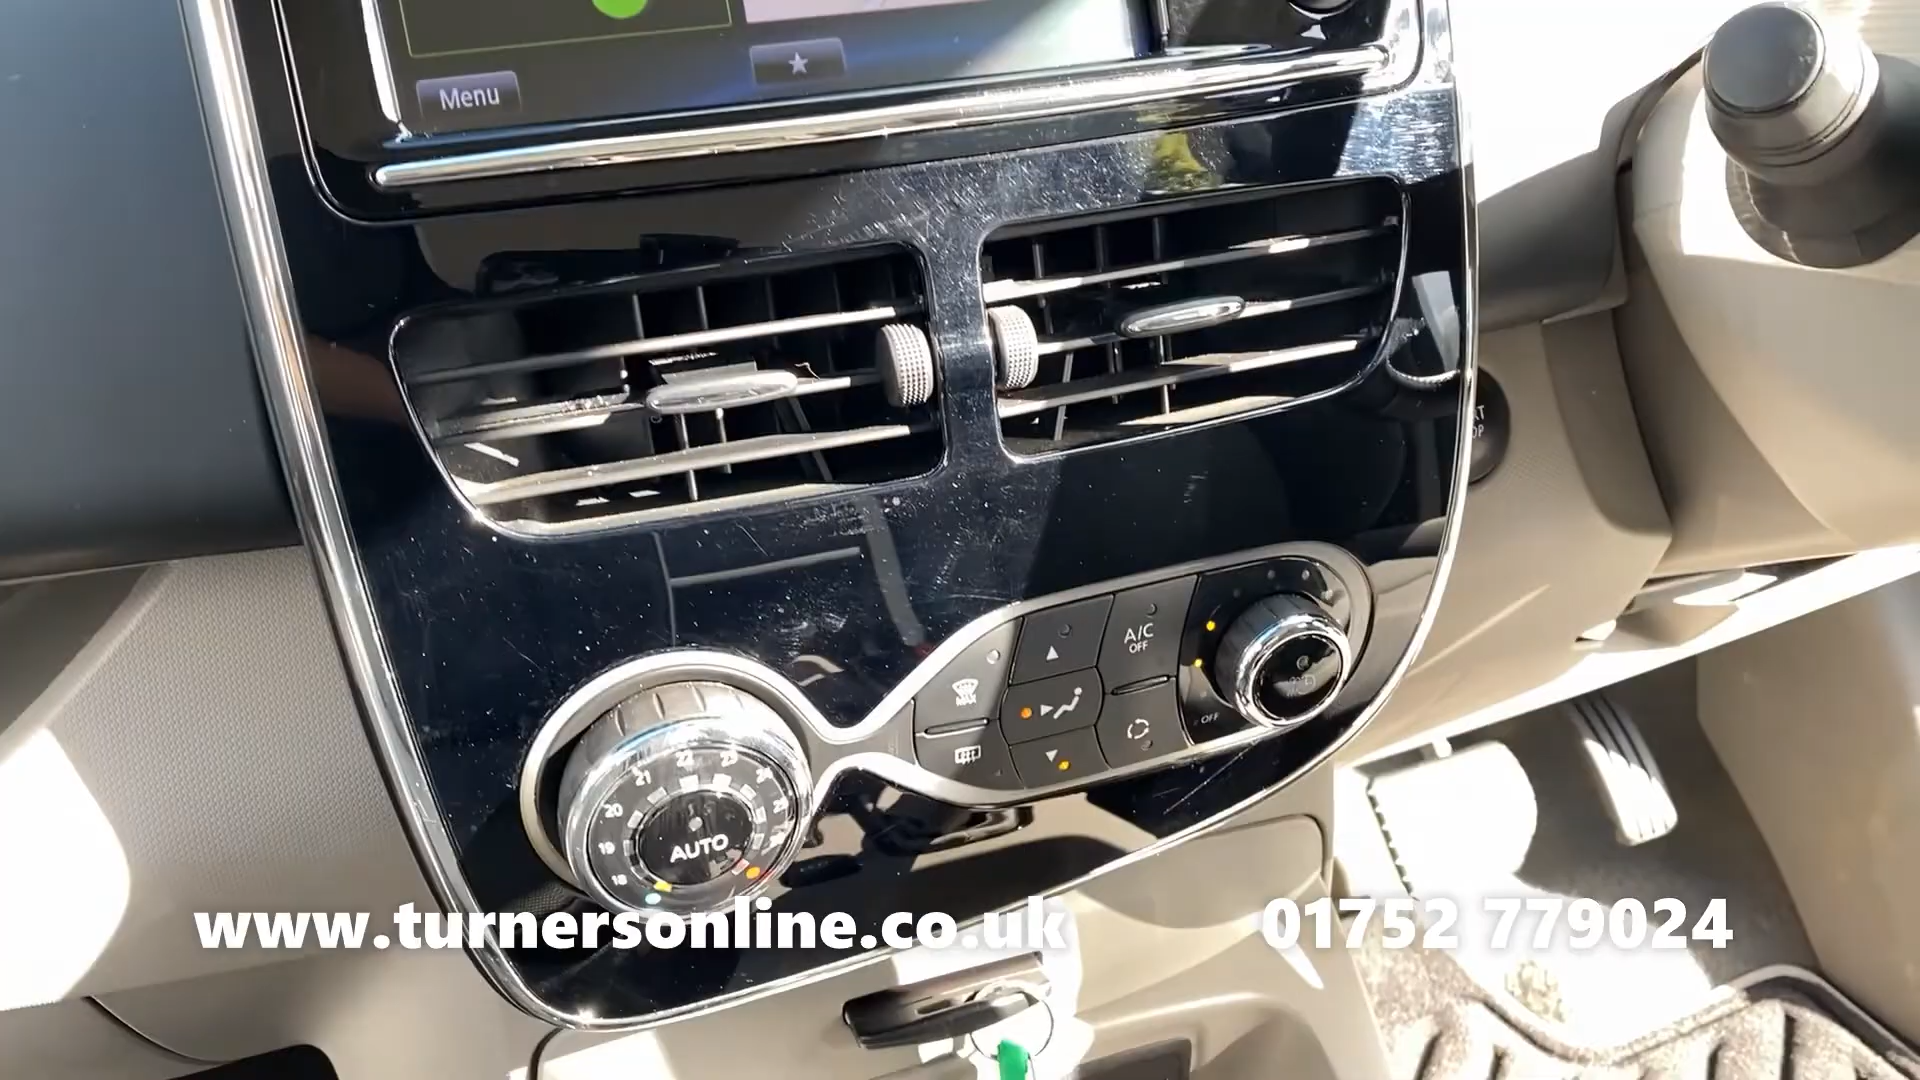 Menu
A/C
OFF
MAX
OFF
18
19
20
21
22
23
24
AUTO
www.turnersonline.co.uk
01752 779024